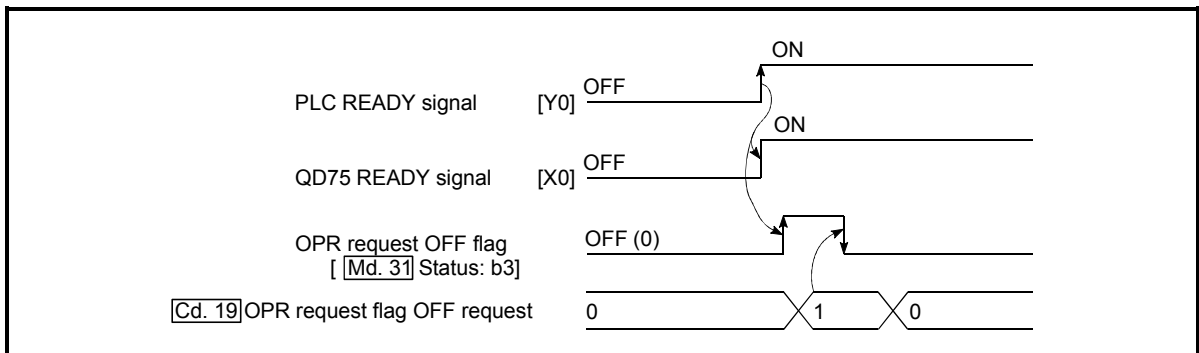 ON
OFF
PLC READY signal [Y0]
ON
OFF
QD75 READY signal [X0]
OPR request OFF flag OFF (0)
[ Md. 31 Status: b3]
Cd. 19 OPR request flag OFF request 0 1 0